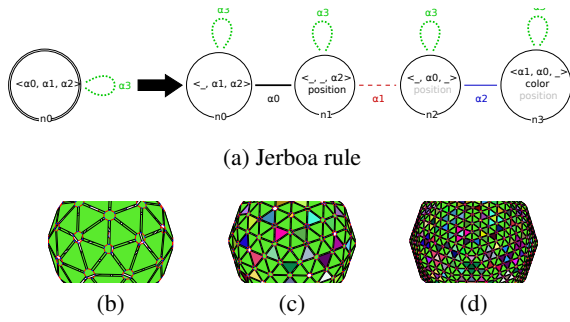 α3 α3 α3 α3
<α0, α1, α2> α3 <_, α1, α2> <_, _, α2> <_, α0, _> <α1, α0, _>
position position color
position
α0 α1 α2
n0 n0 n1 n2 n3
(a) Jerboa rule
(b) (c) (d)